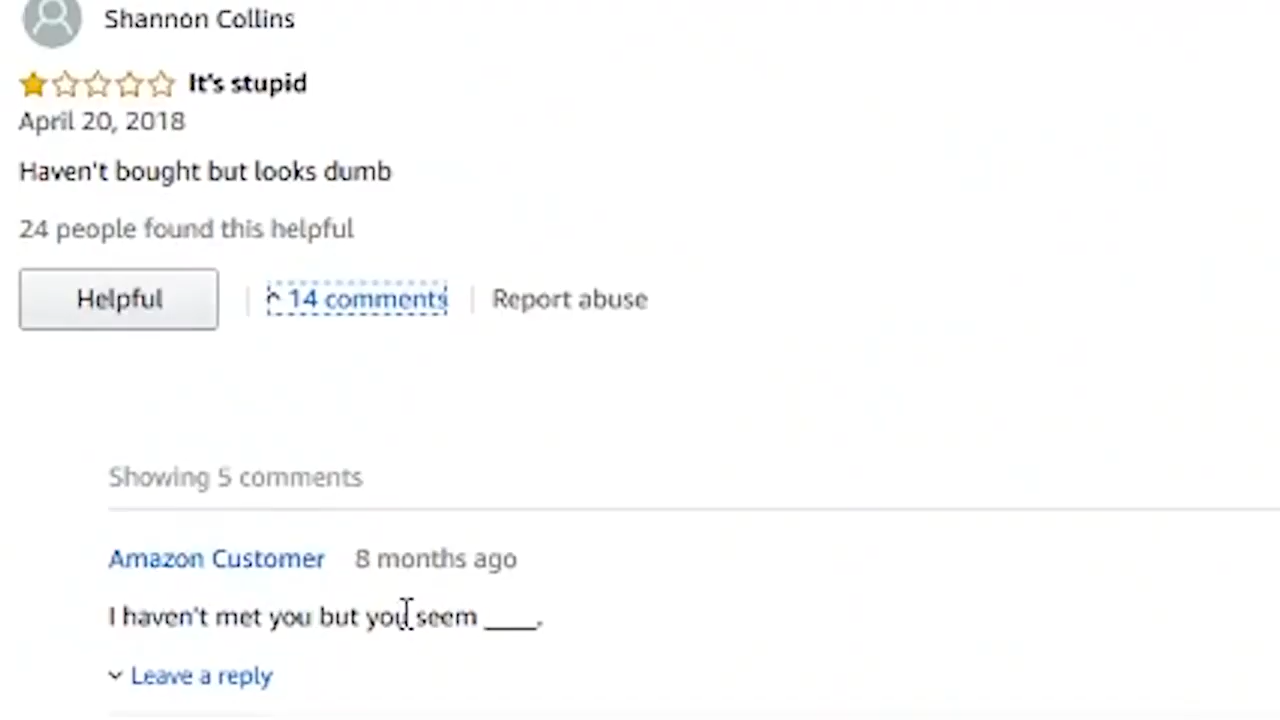 Shannon Collins
It's stupid
April 20, 2018
Haven't bought but looks dumb
24 people found this helpful
Helpful
14 comments
Report abuse
Showing 5 comments
Amazon Customer 8 months ago
I haven't met you but you seem ____.
Leave a reply